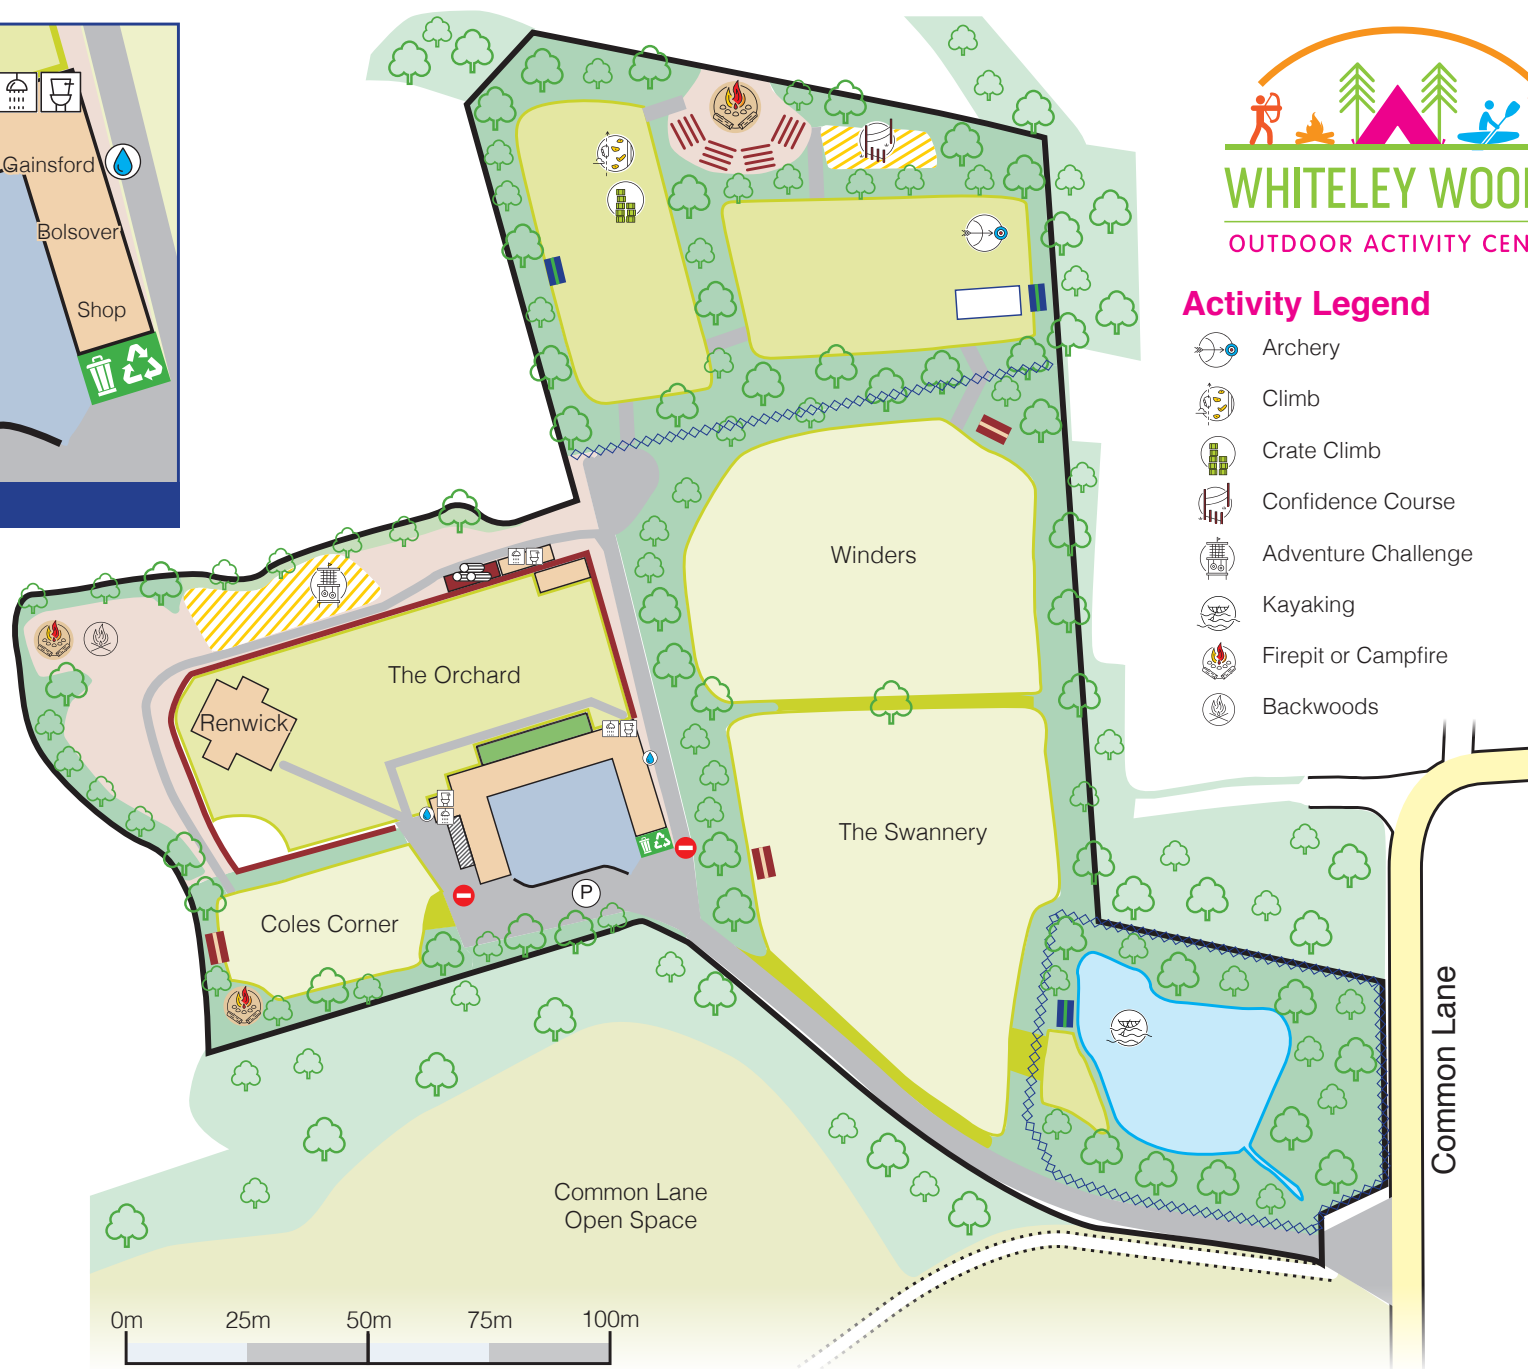 Gainsford
Bolsover
Shop
WHITELEY WOO
OUTDOOR ACTIVITY CEN
Activity Legend
Archery
Climb
Crate Climb
Confidence Course
Adventure Challenge
Kayaking
Firepit or Campfire
Backwoods
Winders
The Orchard
Renwick
The Swannery
P
Coles Corner
Common Lane
Common Lane
Open Space
0m 25m 50m 75m 100m